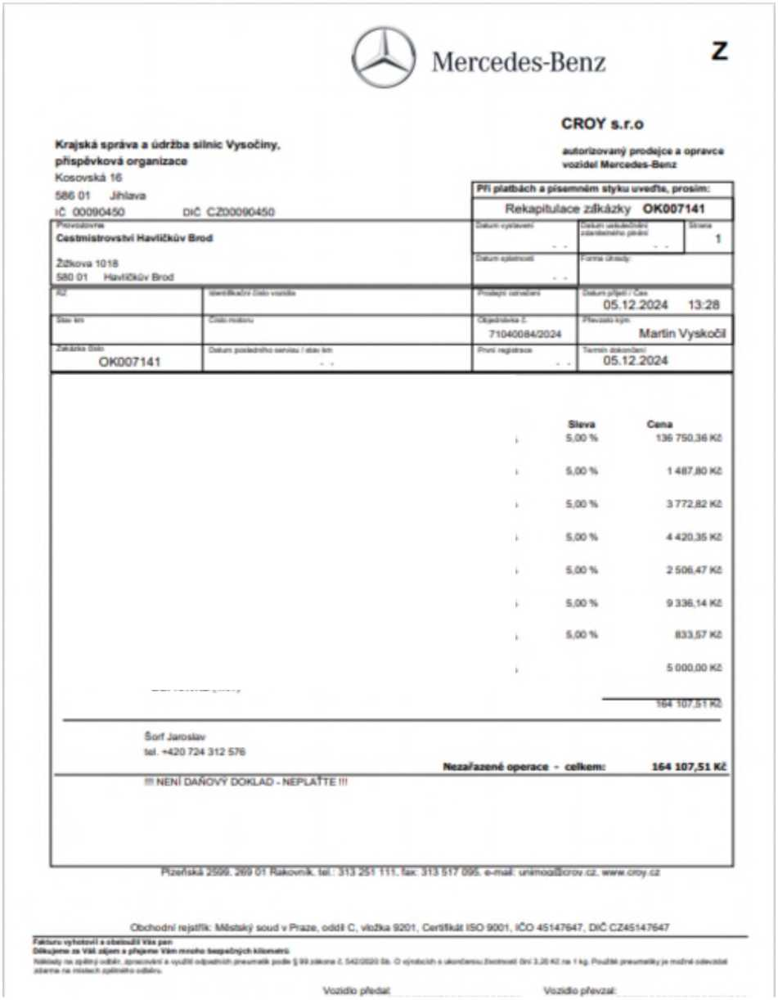 Mercedes-Benz
Z
CROY s.r.o
autorizovaný prodejce a opravce
vozidel Mercedes-Benz
Krajská správa a údržba silnic Vysočiny,
příspěvková organizace
Kosovská 16
586 01 Jihlava
IČ 00090450 DIČ CZ00090450
Při platbách a písemném styku uveďte, prosím:
Rekapitulace zakázky OK007141
Provozovna
Cestmistrovství Havlíčkův Brod
Žižkova 1018
580 01 Havlíčkův Brod
Datum vystavení
- -
Datum uskutečnění
zdanitelného plnění
- -
Strana
1
Datum splatnosti
- -
Forma úhrady:
RZ
Identifikační číslo vozidla
Prodejní označení
Datum přijetí / Čas
05.12.2024 13:28
Stav km
Číslo motoru
Objednávka č.
71040084/2024
Převzato kým
Martin Vyskočil
Zakázka číslo
OK007141
Datum posledního servisu / stav km
- -
První registrace
- -
Termín dokončení
05.12.2024
Sleva Cena
5,00 % 136 750,36 Kč
5,00 % 1 487,80 Kč
5,00 % 3 772,82 Kč
5,00 % 4 420,35 Kč
5,00 % 2 506,47 Kč
5,00 % 9 336,14 Kč
5,00 % 833,57 Kč
5 000,00 Kč
164 107,51 Kč
Šorf Jaroslav
tel. +420 724 312 576
Nezařazené operace - celkem: 164 107,51 Kč
!!! NENÍ DAŇOVÝ DOKLAD - NEPLAŤTE !!!
Plzeňská 2599, 269 01 Rakovník, tel.: 313 251 111, fax: 313 517 095, e-mail: unimog@croy.cz, www.croy.cz
Obchodní rejstřík: Městský soud v Praze, oddíl C, vložka 9201, Certifikát ISO 9001, IČO 45147647, DIČ CZ45147647
Fakturu vyhotovil a obsloužil Vás pan
Děkujeme za Váš zájem a přejeme Vám mnoho bezpečných kilometrů
Náklady na zpětný odběr, zpracování a využití odpadních pneumatik podle § 99 zákona č. 542/2020 Sb. O výrobcích s ukončenou životností činí 3,20 Kč na 1 kg. Použité pneumatiky je možné odevzdat
zdarma na místech zpětného odběru.
Vozidlo předal: Vozidlo převzal: